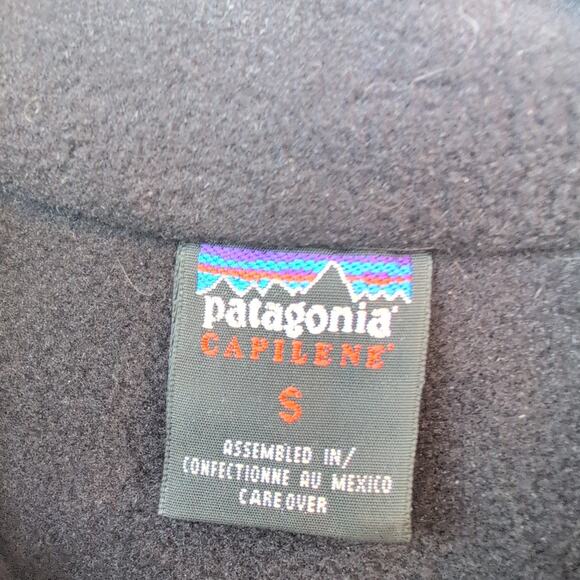 patagonia®
CAPILENE®
S
ASSEMBLED IN/
CONFECTIONNE AU MEXICO
CARE OVER